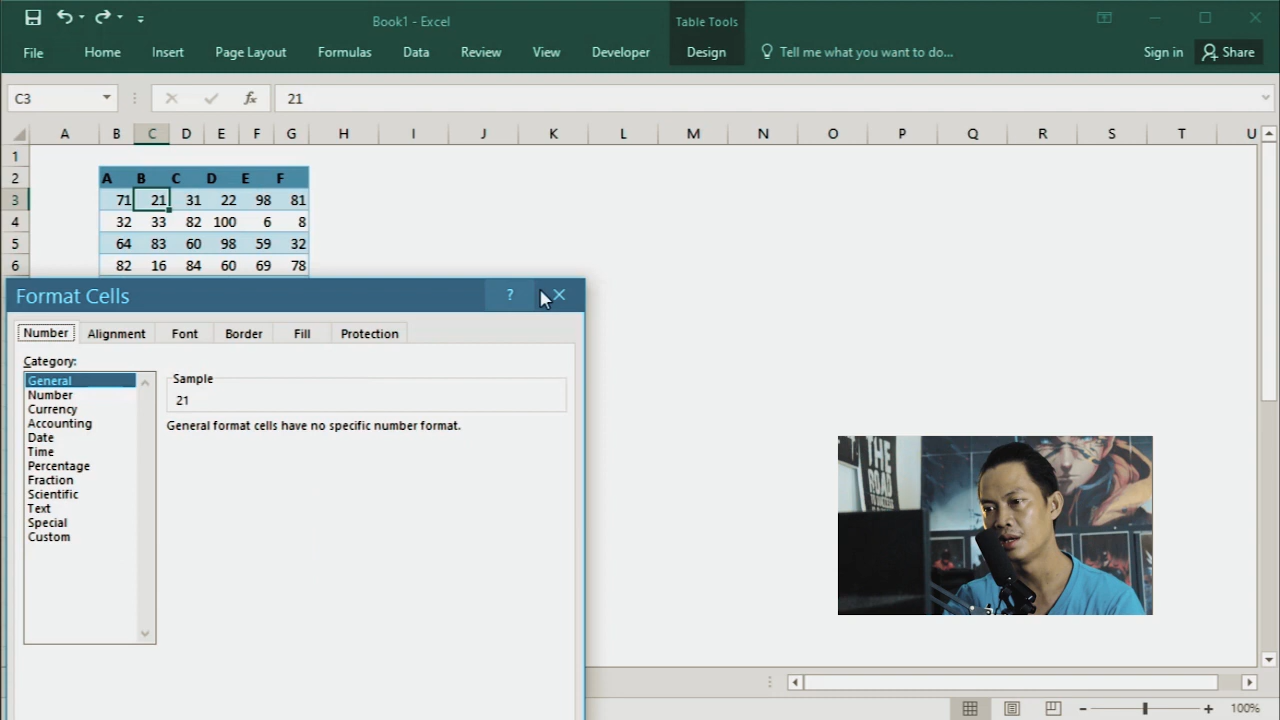 Book1 - Excel
Table Tools
File Home Insert Page Layout Formulas Data Review View Developer Design Tell me what you want to do... Sign in Share
C3 fx 21
A B C D E F G H I J K L M N O P Q R S T U
1
2 A B C D E F
3 71 21 31 22 98 81
4 32 33 82 100 6 8
5 64 83 60 98 59 32
6 82 16 84 60 69 78
Format Cells ?
Number Alignment Font Border Fill Protection
Category:
General
Number
Currency
Accounting
Date
Time
Percentage
Fraction
Scientific
Text
Special
Custom
Sample
21
General format cells have no specific number format.
THE
ROAD
100%